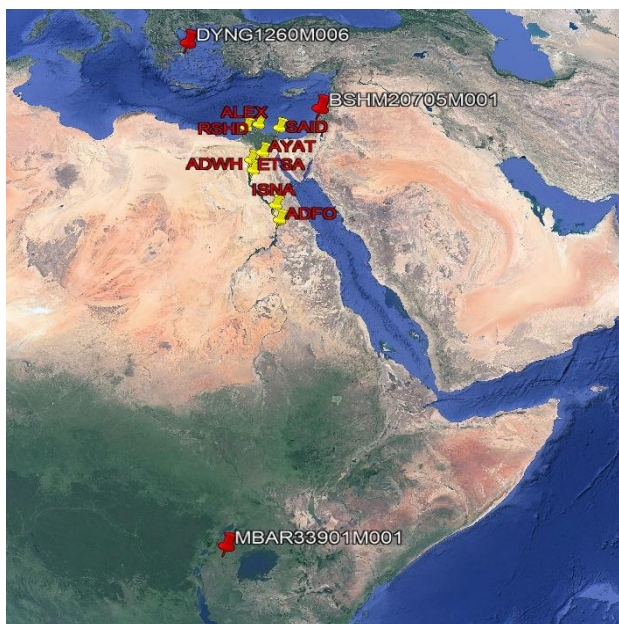 DYNG1260M006
BSHM20705M001
ALEX
RSHD
SAID
AYAT
ADWH
ETSA
ISNA
ADFO
MBAR33901M001